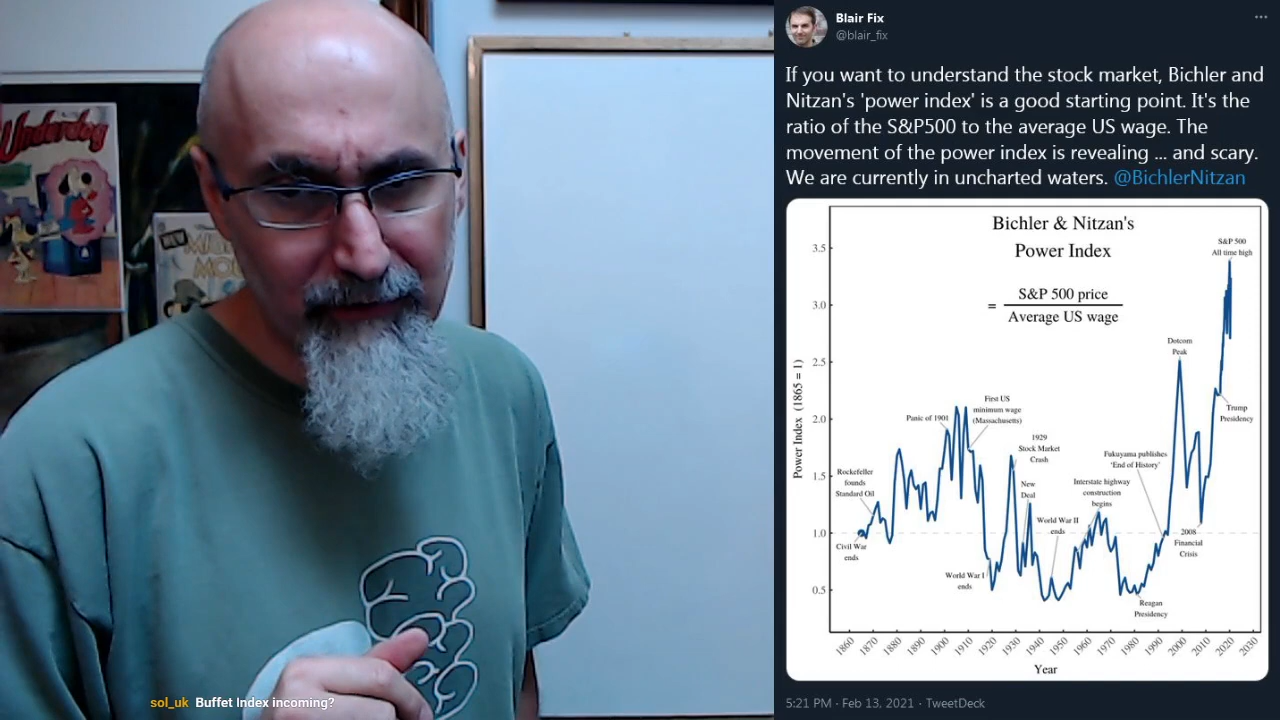 Underdog
NEW
Blair Fix
@blair_fix
If you want to understand the stock market, Bichler and
Nitzan's 'power index' is a good starting point. It's the
ratio of the S&P500 to the average US wage. The
movement of the power index is revealing ... and scary.
We are currently in uncharted waters. @BichlerNitzan
Bichler & Nitzan's
Power Index
=
S&P 500 price
Average US wage
S&P 500
All time high
Dotcom
Peak
Trump
Presidency
First US
minimum wage
(Massachusetts)
Panic of 1901
1929
Stock Market
Crash
Fukuyama publishes
'End of History'
Rockefeller
founds
Standard Oil
New
Deal
Interstate highway
construction
begins
World War II
ends
2008
Financial
Crisis
Civil War
ends
World War I
ends
Reagan
Presidency
Power Index (1865 = 1)
3.5
3.0
2.5
2.0
1.5
1.0
0.5
1860 1870 1880 1890 1900 1910 1920 1930 1940 1950 1960 1970 1980 1990 2000 2010 2020 2030
Year
5:21 PM · Feb 13, 2021 · TweetDeck
sol_uk Buffet Index incoming?